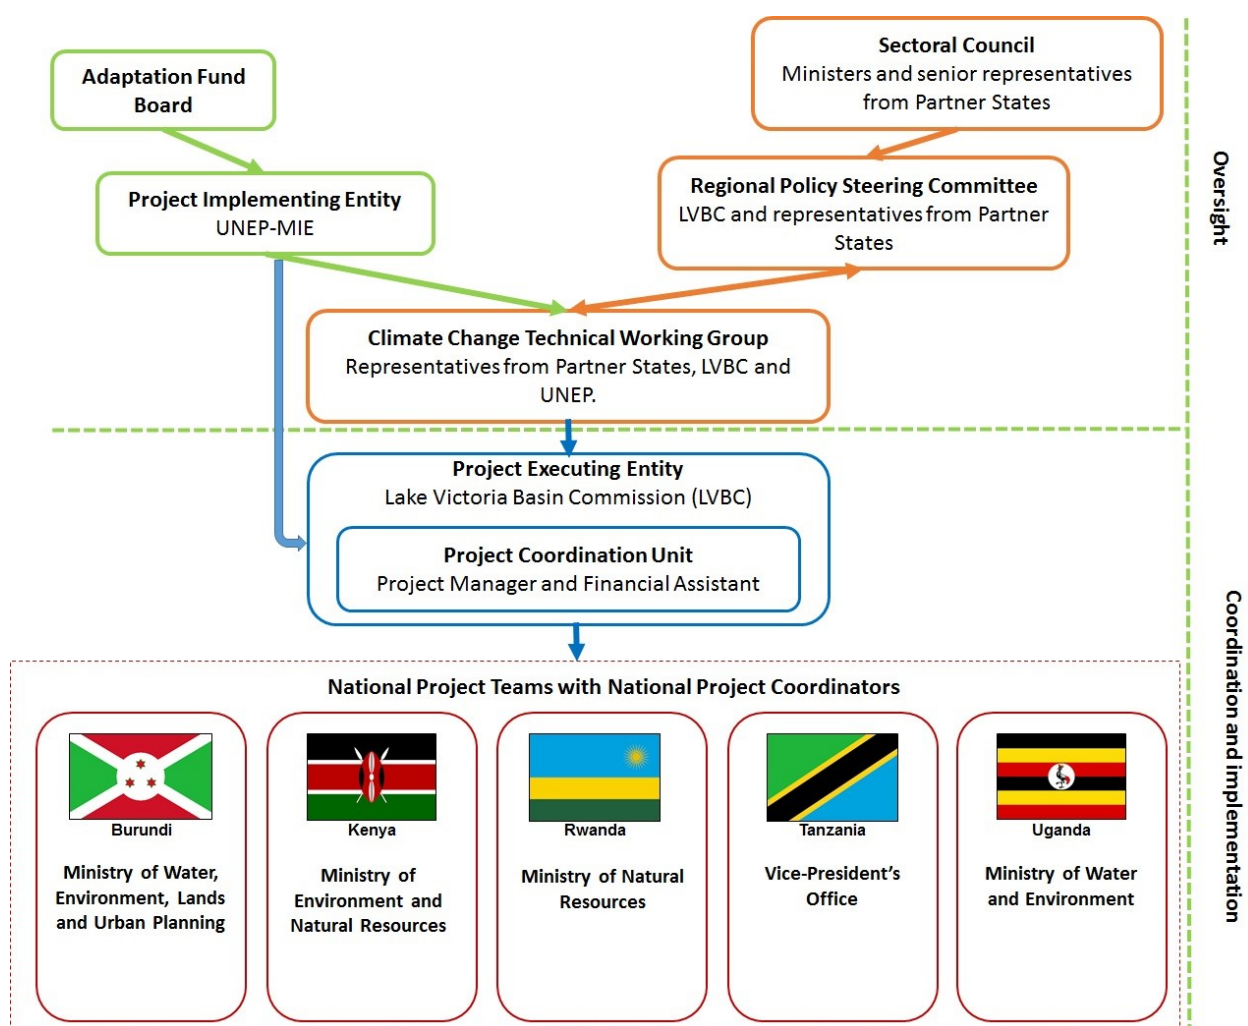 Adaptation Fund
Board
Sectoral Council
Ministers and senior representatives
from Partner States
Project Implementing Entity
UNEP-MIE
Regional Policy Steering Committee
LVBC and representatives from Partner
States
Oversight
Climate Change Technical Working Group
Representatives from Partner States, LVBC and
UNEP.
Project Executing Entity
Lake Victoria Basin Commission (LVBC)
Project Coordination Unit
Project Manager and Financial Assistant
Coordination and implementation
National Project Teams with National Project Coordinators
Burundi
Ministry of Water,
Environment, Lands
and Urban Planning
Kenya
Ministry of
Environment and
Natural Resources
Rwanda
Ministry of Natural
Resources
Tanzania
Vice-President's
Office
Uganda
Ministry of Water
and Environment